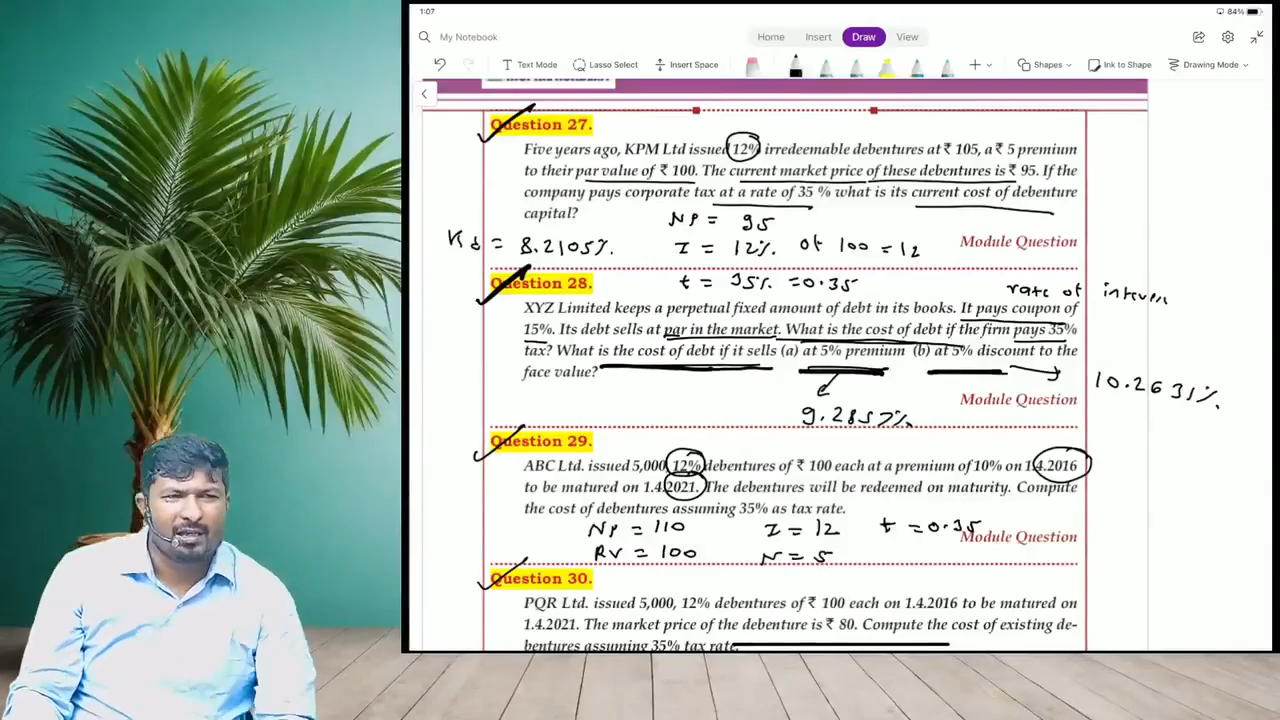 1:07
84%
My Notebook
Home Insert Draw View
Text Mode Lasso Select Insert Space Shapes Ink to Shape Drawing Mode
Question 27.
Five years ago, KPM Ltd issued 12% irredeemable debentures at ₹ 105, a ₹ 5 premium
to their par value of ₹ 100. The current market price of these debentures is ₹ 95. If the
company pays corporate tax at a rate of 35 % what is its current cost of debenture
capital?
NP = 95
Kd = 8.2105%.
I = 12% of 100 = 12
Module Question
t = 35% = 0.35
Question 28.
rate of interest
XYZ Limited keeps a perpetual fixed amount of debt in its books. It pays coupon of
15%. Its debt sells at par in the market. What is the cost of debt if the firm pays 35%
tax? What is the cost of debt if it sells (a) at 5% premium (b) at 5% discount to the
face value?
10.2631%.
Module Question
9.2857%
Question 29.
ABC Ltd. issued 5,000, 12% debentures of ₹ 100 each at a premium of 10% on 1.4.2016
to be matured on 1.4.2021. The debentures will be redeemed on maturity. Compute
the cost of debentures assuming 35% as tax rate.
NP = 110 I = 12 t = 0.35
Module Question
RV = 100 N = 5
Question 30.
PQR Ltd. issued 5,000, 12% debentures of ₹ 100 each on 1.4.2016 to be matured on
1.4.2021. The market price of the debenture is ₹ 80. Compute the cost of existing de-
bentures assuming 35% tax rate.